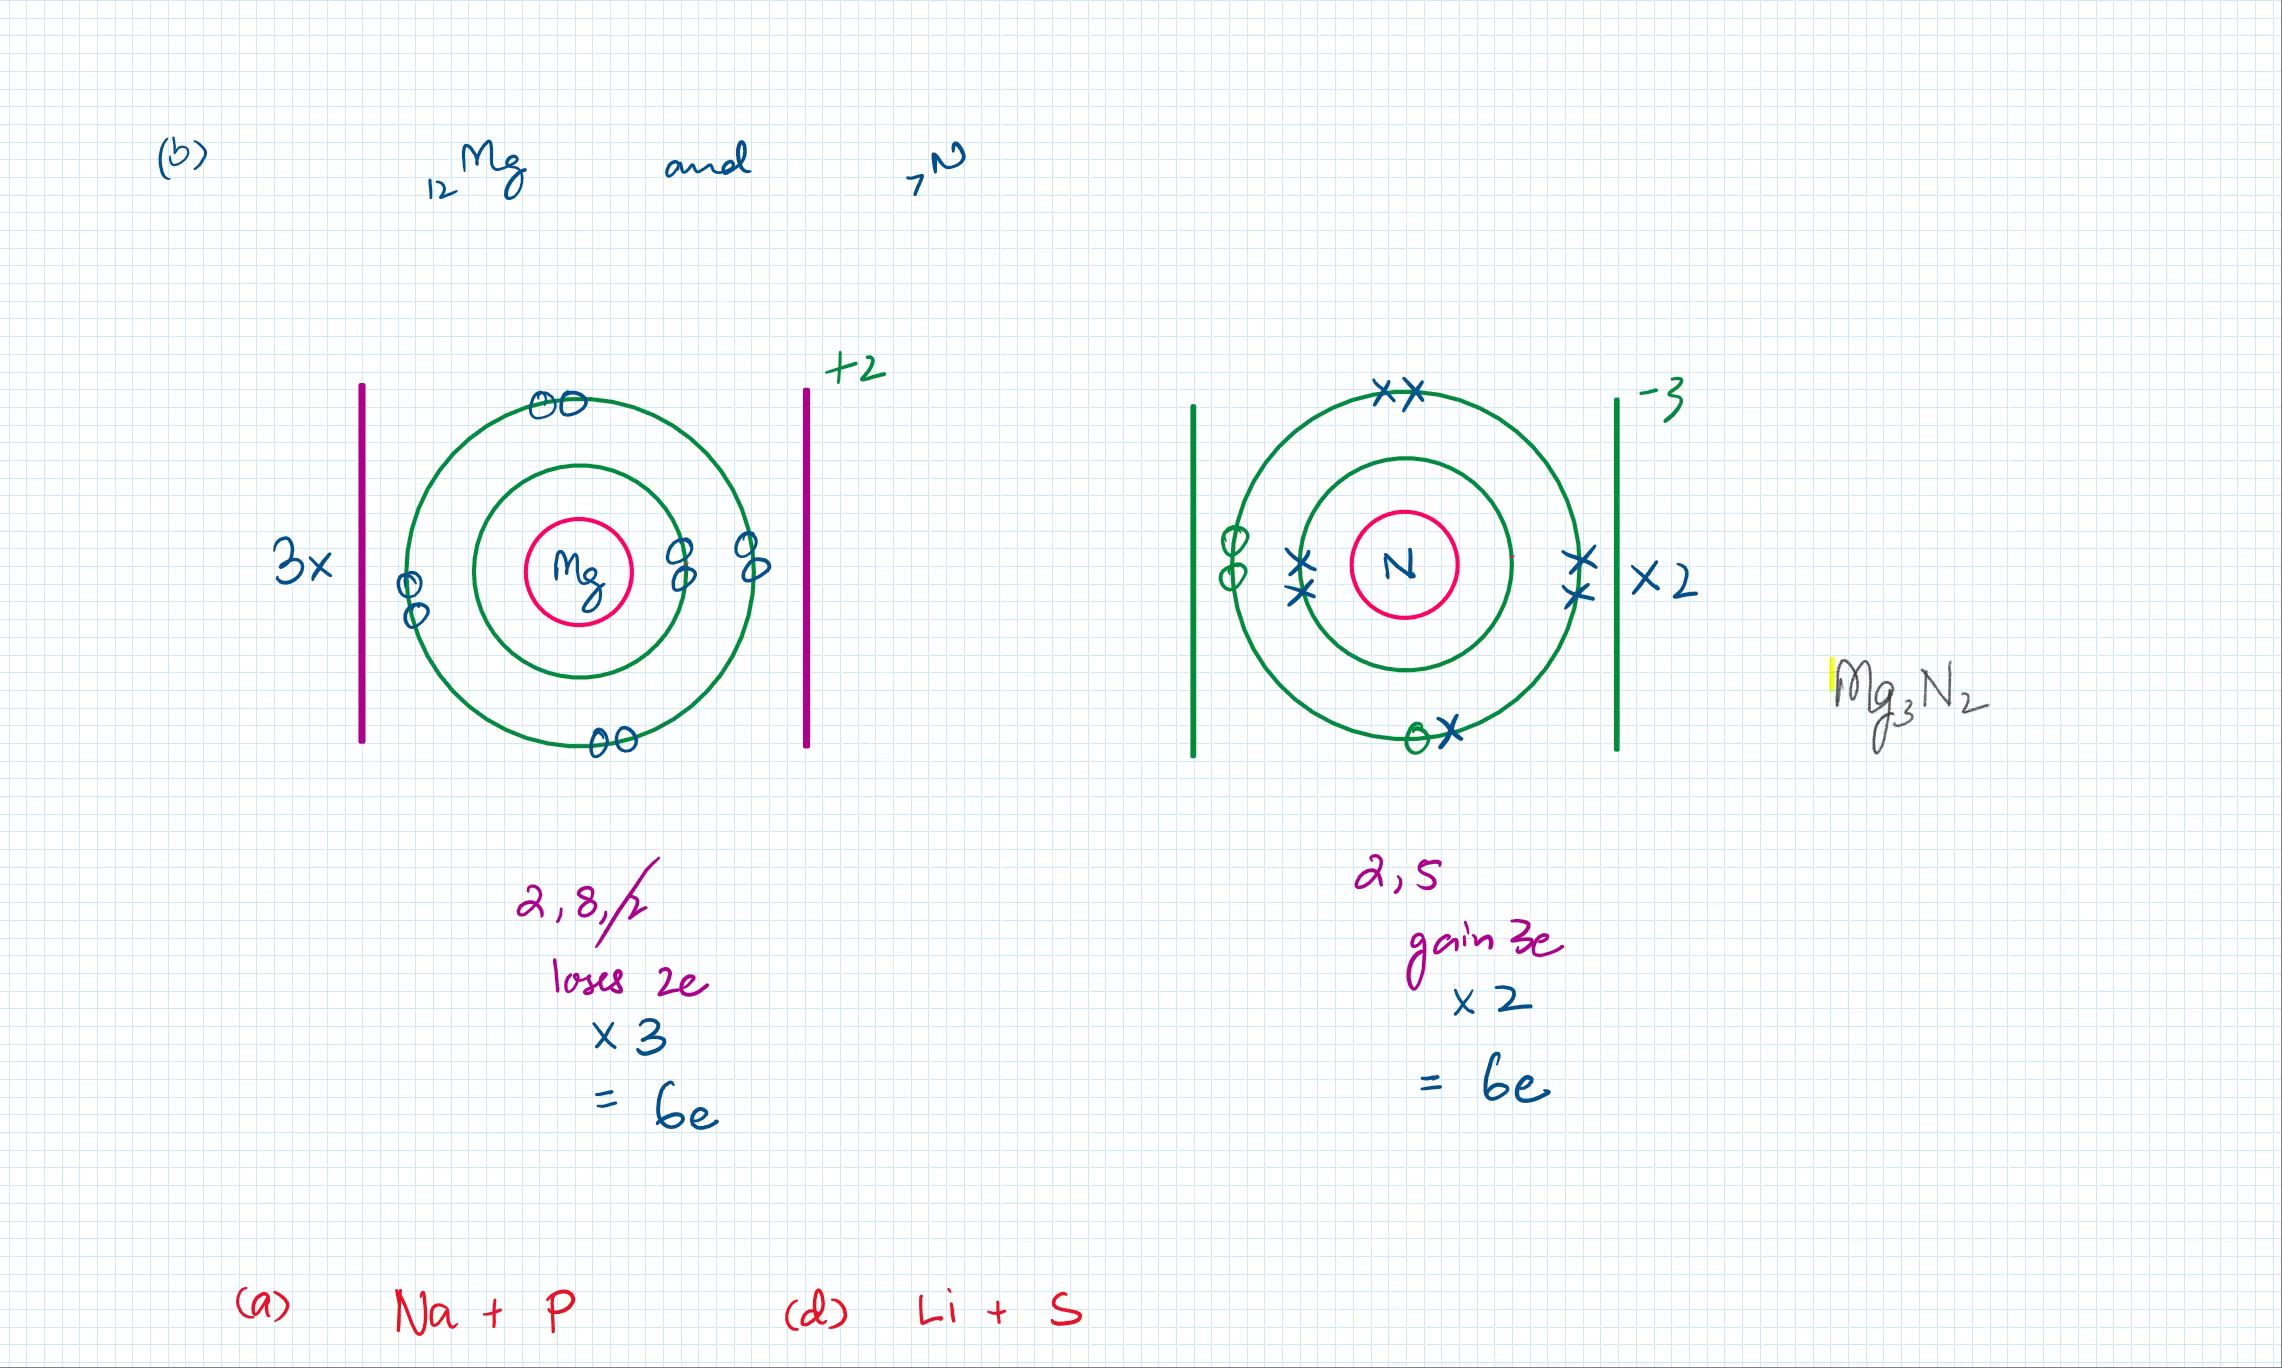 (b) 12Mg and 7N
+2
-3
3x Mg
N x 2
Mg3N2
2, 8, 2
loses 2e
x 3
= 6e
2, 5
gain 3e
x 2
= 6e
(a) Na + P (d) Li + S